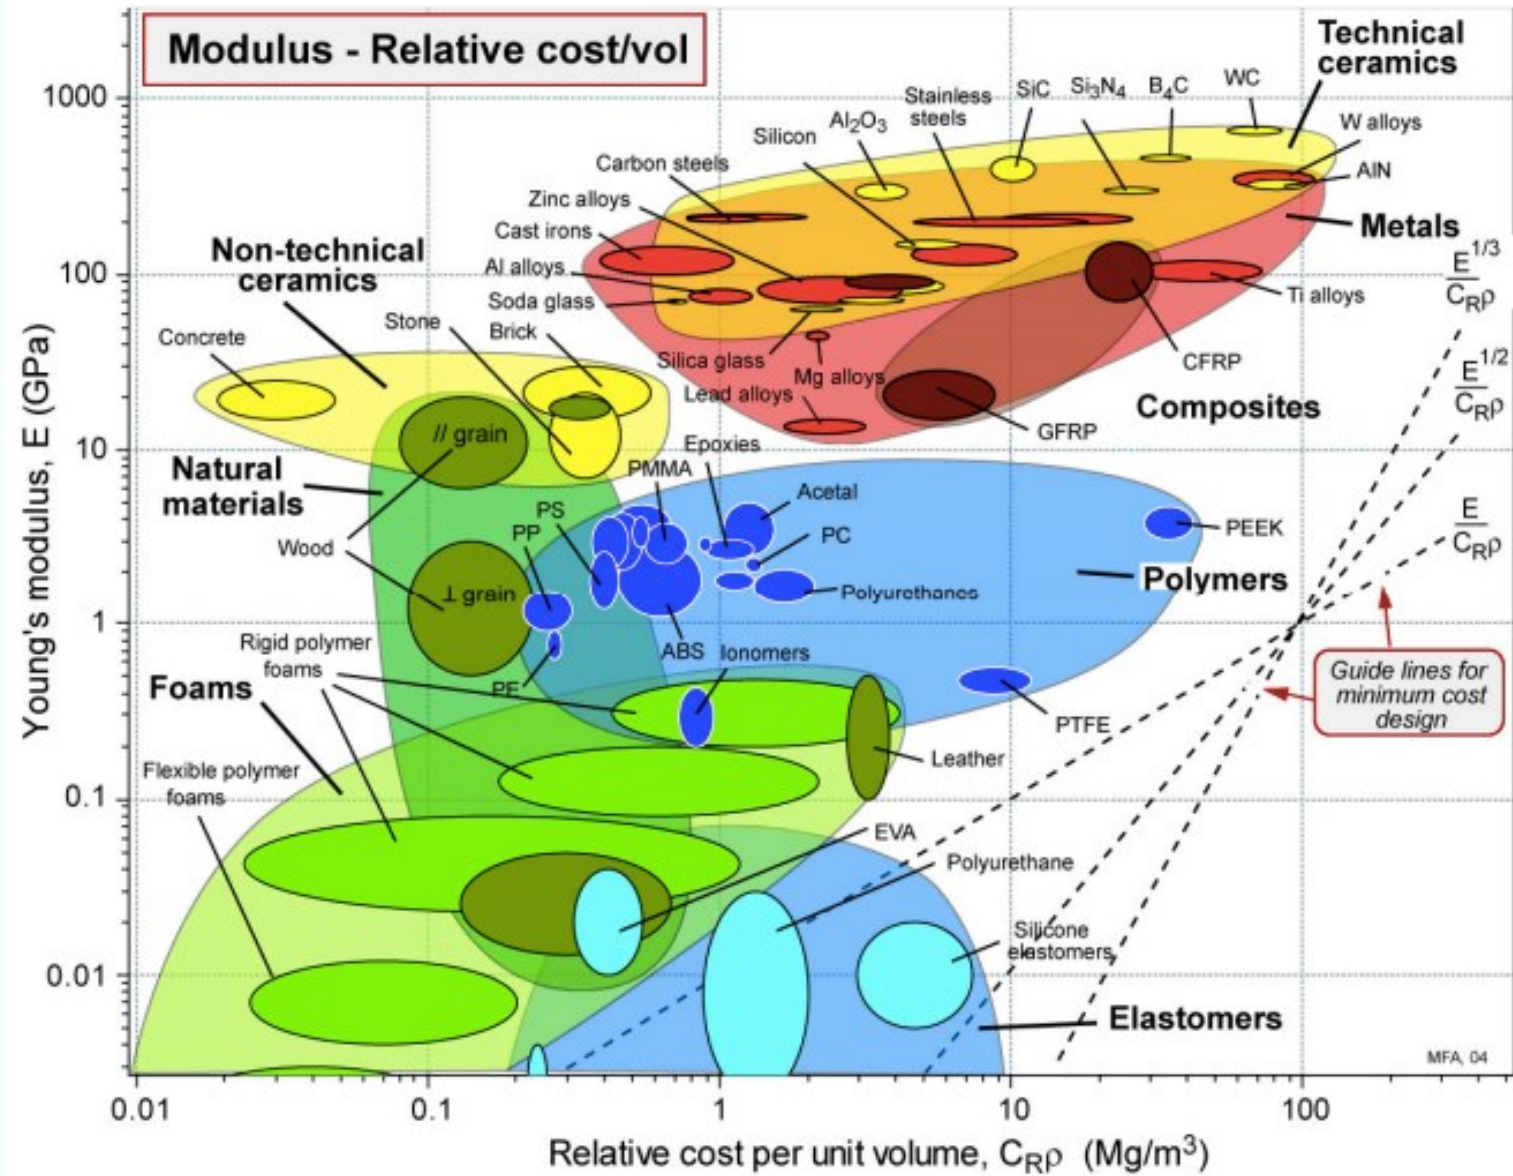 Modulus - Relative cost/vol
Technical
ceramics
1000
Stainless
steels
SiC
Si3N4
B4C
WC
W alloys
Al2O3
Silicon
AlN
Carbon steels
Zinc alloys
Cast irons
Metals
Non-technical
ceramics
Al alloys
100
Soda glass
Ti alloys
E^1/3
CRρ
Stone
Brick
Concrete
Silica glass
Mg alloys
CFRP
E^1/2
CRρ
Lead alloys
Composites
GFRP
// grain
Epoxies
10
Natural
materials
PMMA
Acetal
PS
PP
PC
PEEK
E
CRρ
Wood
Polymers
⊥ grain
Polyurethanes
1
Rigid polymer
foams
ABS
Ionomers
Foams
PE
Guide lines for
minimum cost
design
PTFE
Leather
Flexible polymer
foams
0.1
EVA
Polyurethane
Silicone
elastomers
0.01
Elastomers
MFA, 04
0.01
0.1
1
10
100
Young's modulus, E (GPa)
Relative cost per unit volume, CRρ (Mg/m3)